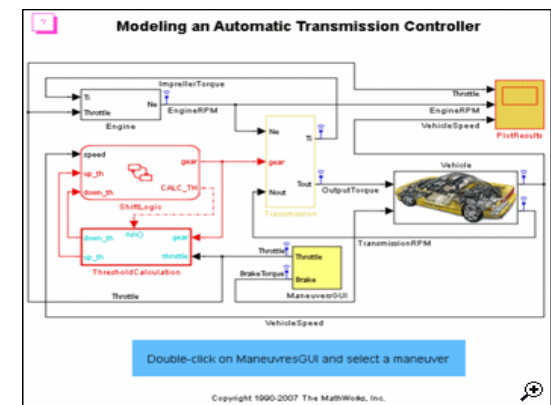 ?
Modeling an Automatic Transmission Controller
ImprellerTorque
Ti
Throttle
Ne
Engine
EngineRPM
Throttle
EngineRPM
VehicleSpeed
PlotResults
Ne
gear
Nout
Ti
Tout
Transmission
OutputTorque
Vehicle
TransmissionRPM
speed
up_th
down_th
gear
CALC_TH
ShiftLogic
down_th
up_th
run()
gear
throttle
ThresholdCalculation
Throttle
BrakeTorque
Throttle
Brake
ManeuversGUI
Throttle
VehicleSpeed
Double-click on ManeuvresGUI and select a maneuver
Copyright 1990-2007 The MathWorks, Inc.